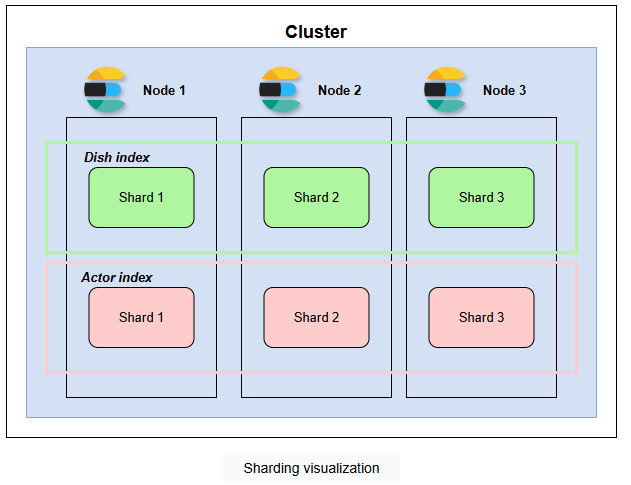 Cluster
Node 1
Node 2
Node 3
Dish index
Shard 1
Shard 2
Shard 3
Actor index
Shard 1
Shard 2
Shard 3
Sharding visualization